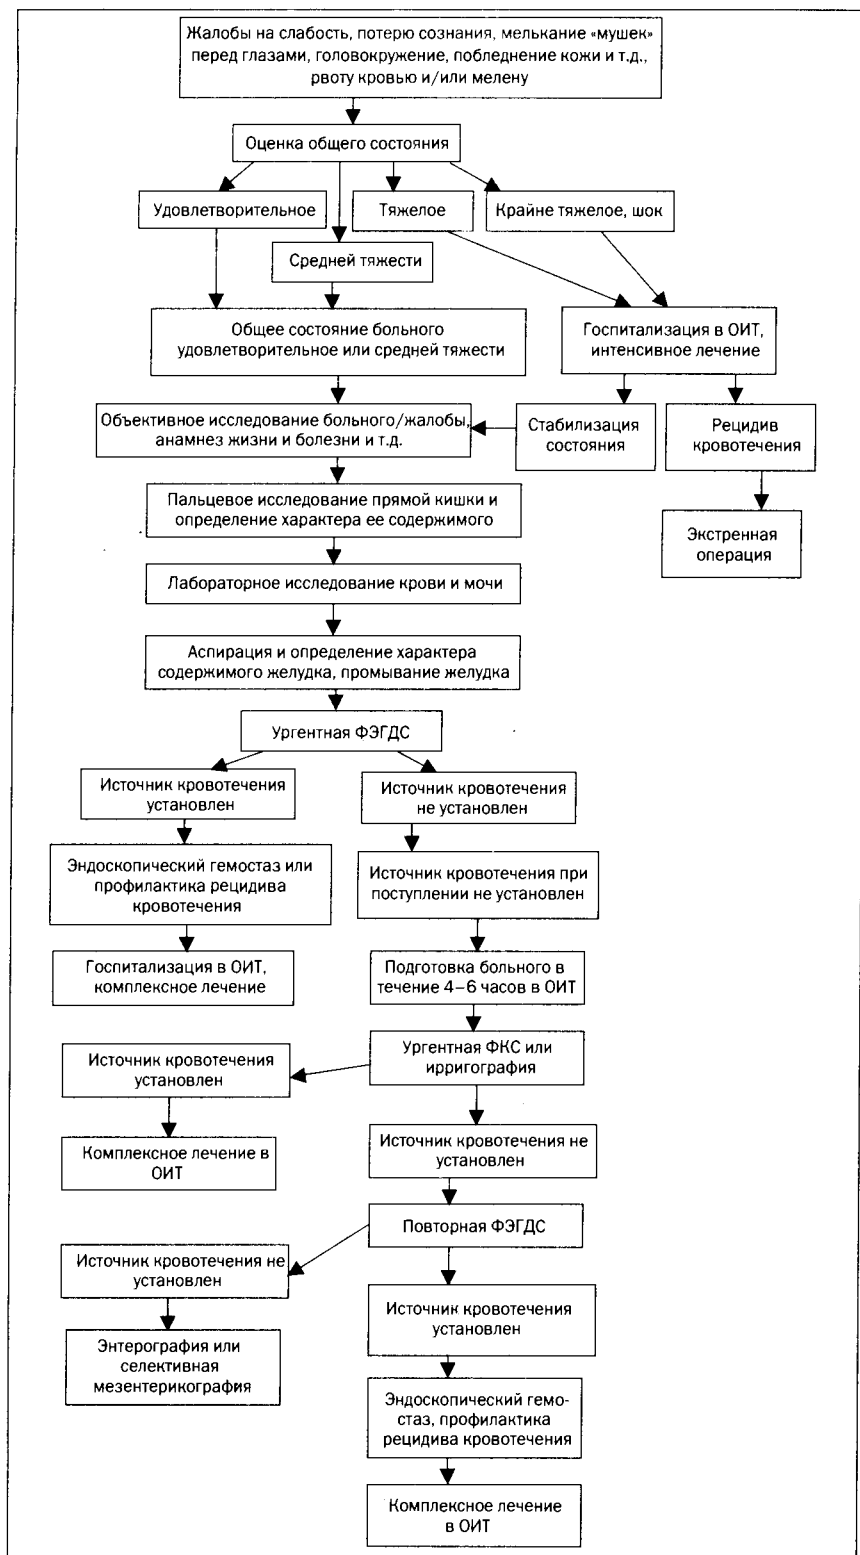 Жалобы на слабость, потерю сознания, мелькание «мушек»
перед глазами, головокружение, побледнение кожи и т.д.,
рвоту кровью и/или мелену
Оценка общего состояния
Удовлетворительное
Тяжелое
Крайне тяжелое, шок
Средней тяжести
Общее состояние больного
удовлетворительное или средней тяжести
Госпитализация в ОИТ,
интенсивное лечение
Объективное исследование больного/жалобы,
анамнез жизни и болезни и т.д.
Стабилизация
состояния
Рецидив
кровотечения
Пальцевое исследование прямой кишки и
определение характера ее содержимого
Экстренная
операция
Лабораторное исследование крови и мочи
Аспирация и определение характера
содержимого желудка, промывание желудка
Ургентная ФЭГДС
Источник кровотечения
установлен
Источник кровотечения
не установлен
Эндоскопический гемостаз или
профилактика рецидива
кровотечения
Источник кровотечения при
поступлении не установлен
Госпитализация в ОИТ,
комплексное лечение
Подготовка больного в
течение 4–6 часов в ОИТ
Ургентная ФКС или
ирригография
Источник кровотечения
установлен
Комплексное лечение в
ОИТ
Источник кровотечения не
установлен
Повторная ФЭГДС
Источник кровотечения не
установлен
Источник кровотечения
установлен
Энтерография или
селективная
мезентерикография
Эндоскопический гемо-
стаз, профилактика
рецидива кровотечения
Комплексное лечение
в ОИТ